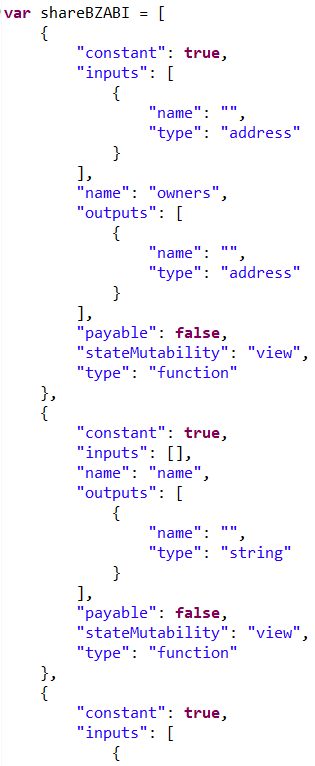 var shareBZABI = [
    {
        "constant": true,
        "inputs": [
            {
                "name": "",
                "type": "address"
            }
        ],
        "name": "owners",
        "outputs": [
            {
                "name": "",
                "type": "address"
            }
        ],
        "payable": false,
        "stateMutability": "view",
        "type": "function"
    },
    {
        "constant": true,
        "inputs": [],
        "name": "name",
        "outputs": [
            {
                "name": "",
                "type": "string"
            }
        ],
        "payable": false,
        "stateMutability": "view",
        "type": "function"
    },
    {
        "constant": true,
        "inputs": [
            {